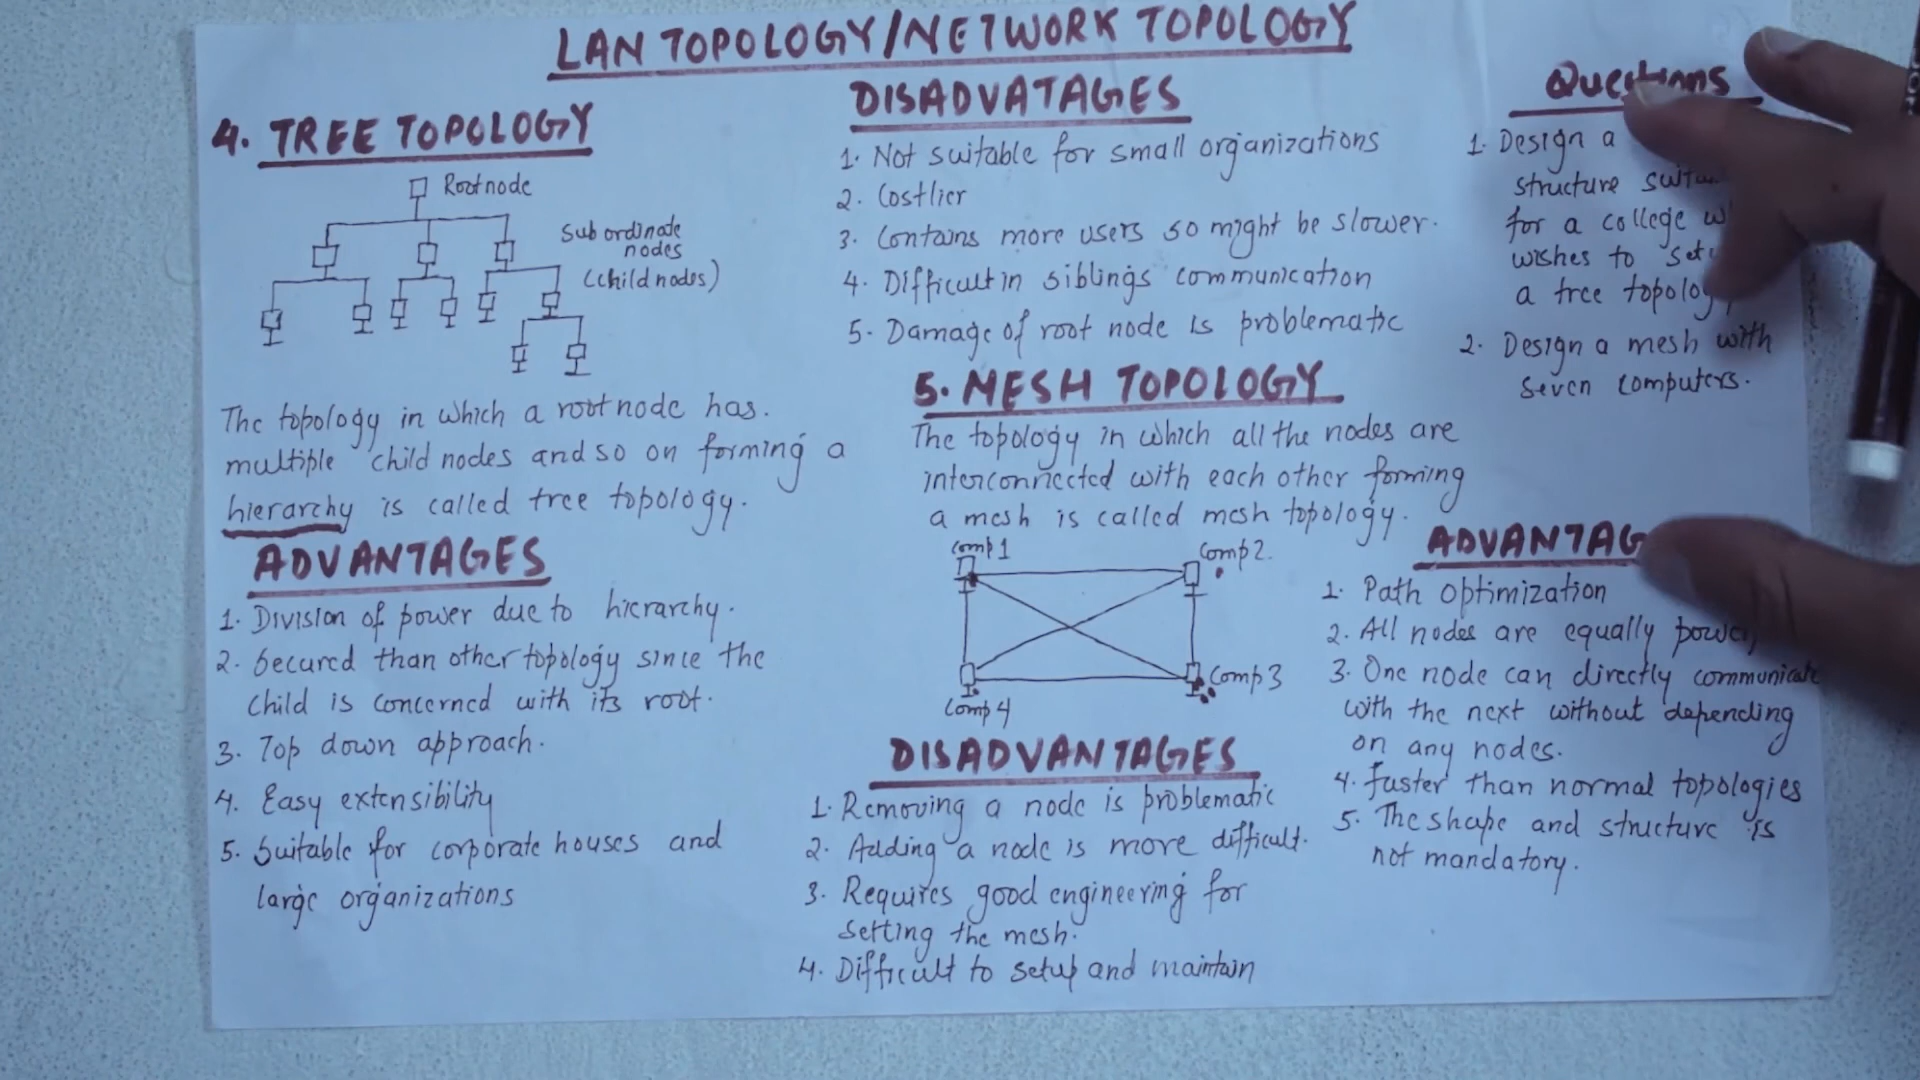 LAN TOPOLOGY/NETWORK TOPOLOGY
4. TREE TOPOLOGY
Rootnode
Sub ordinate
nodes
(child nodes)
The topology in which a rootnode has.
multiple child nodes and so on forming a
hierarchy is called tree topology.
ADVANTAGES
1. Division of power due to hierarchy.
2. Secured than other topology since the
child is concerned with its root.
3. Top down approach.
4. Easy extensibility
5. Suitable for corporate houses and
large organizations
DISADVATAGES
1. Not suitable for small organizations
2. Costlier
3. Contains more users so might be slower.
4. Difficult in siblings communication
5. Damage of root node is problematic
5. MESH TOPOLOGY
The topology in which all the nodes are
interconnected with each other forming
a mesh is called mesh topology.
Comp 1
Comp 2.
Comp 3
Comp 4
DISADVANTAGES
1. Removing a node is problematic
2. Adding a node is more difficult.
3. Requires good engineering for
setting the mesh.
4. Difficult to setup and maintain
Questions
1. Design a
structure
for a college
wishes to
a tree topology
2. Design a mesh with
seven computers.
ADVANTAG
1. Path optimization
2. All nodes are equally
3. One node can directly communicate
with the next without depending
on any nodes.
4. faster than normal topologies
5. The shape and structure is
not mandatory.